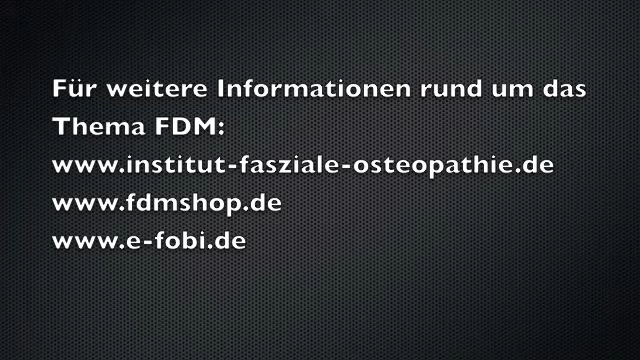 Für weitere Informationen rund um das
Thema FDM:
www.institut-fasziale-osteopathie.de
www.fdmshop.de
www.e-fobi.de